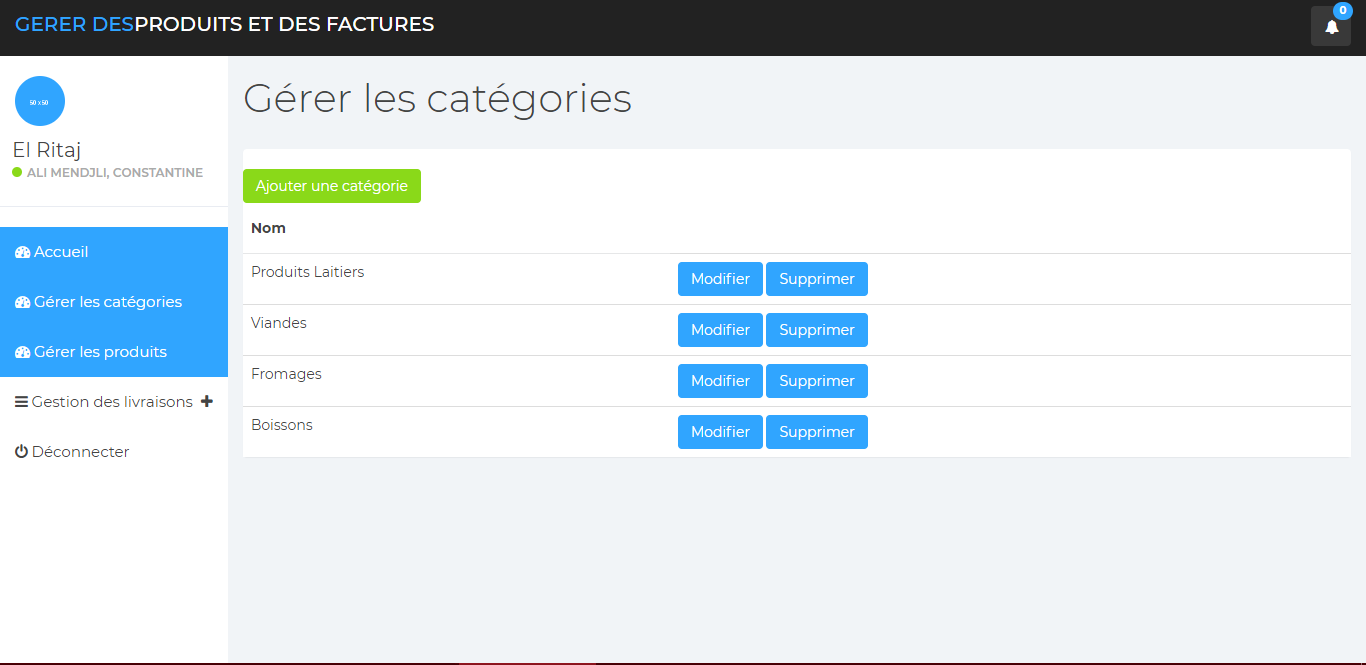 GERER DESPRODUITS ET DES FACTURES
0
50 x 50
El Ritaj
ALI MENDJLI, CONSTANTINE
Accueil
Gérer les catégories
Gérer les produits
Gestion des livraisons
Déconnecter
Gérer les catégories
Ajouter une catégorie
Nom
Produits Laitiers Modifier Supprimer
Viandes Modifier Supprimer
Fromages Modifier Supprimer
Boissons Modifier Supprimer